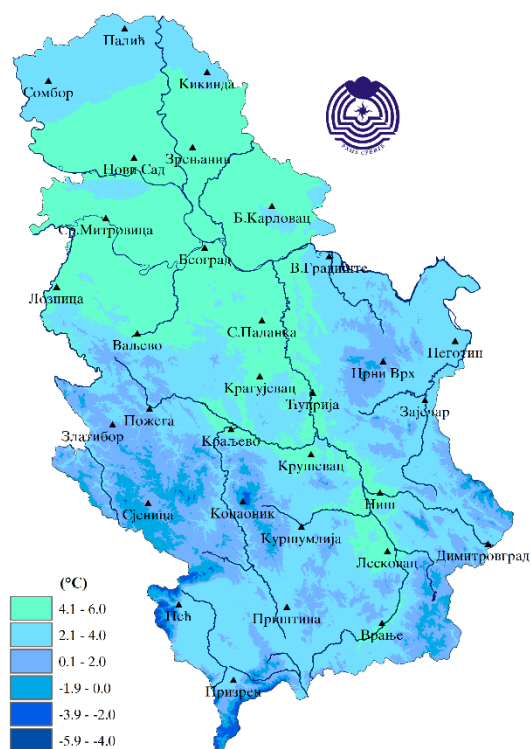 Палић
Сомбор
Кикинда
Нови Сад
Зрењанин
Ср.Митровица
Б.Карловац
Београд
В.Градиште
Лозница
С.Паланка
Ваљево
Неготин
Црни Врх
Крагујевац
Ћуприја
Зајечар
Пожега
Златибор
Краљево
Крушевац
Ниш
Сјеница
Копаоник
Куршумлија
Димитровград
Лесковац
Пећ
Приштина
Врање
Призрен
(°C)
4.1 - 6.0
2.1 - 4.0
0.1 - 2.0
-1.9 - 0.0
-3.9 - -2.0
-5.9 - -4.0